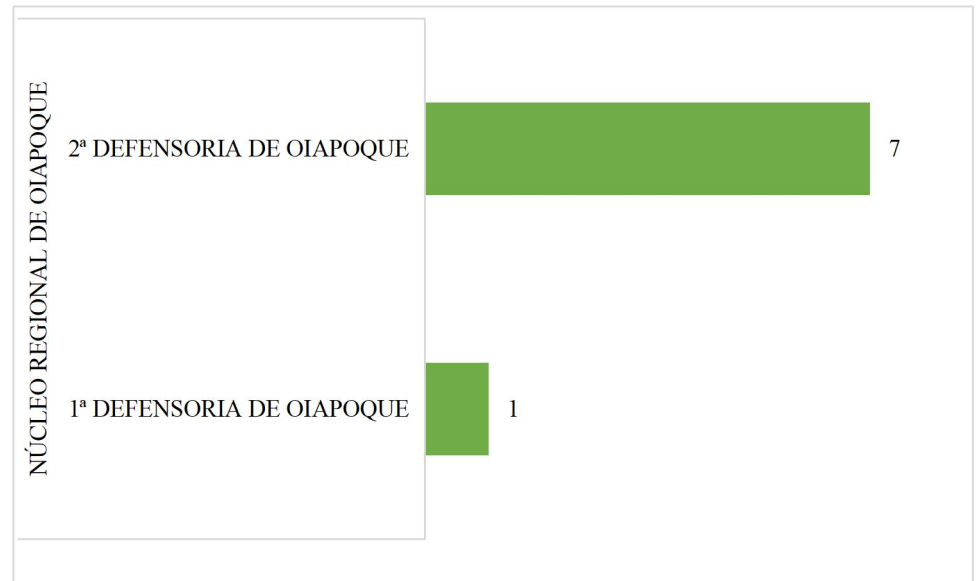 NÚCLEO REGIONAL DE OIAPOQUE
2ª DEFENSORIA DE OIAPOQUE 7
1ª DEFENSORIA DE OIAPOQUE 1